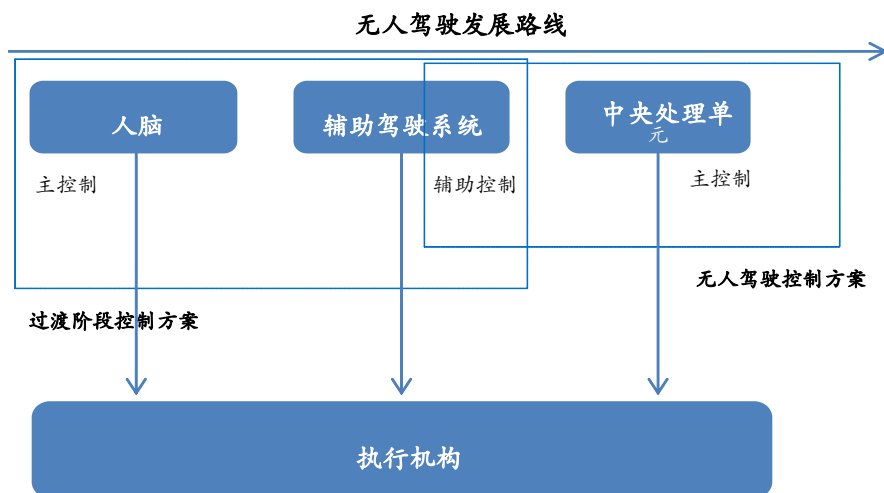 无人驾驶发展路线
人脑
辅助驾驶系统
中央处理单
元
主控制
辅助控制
主控制
无人驾驶控制方案
过渡阶段控制方案
执行机构